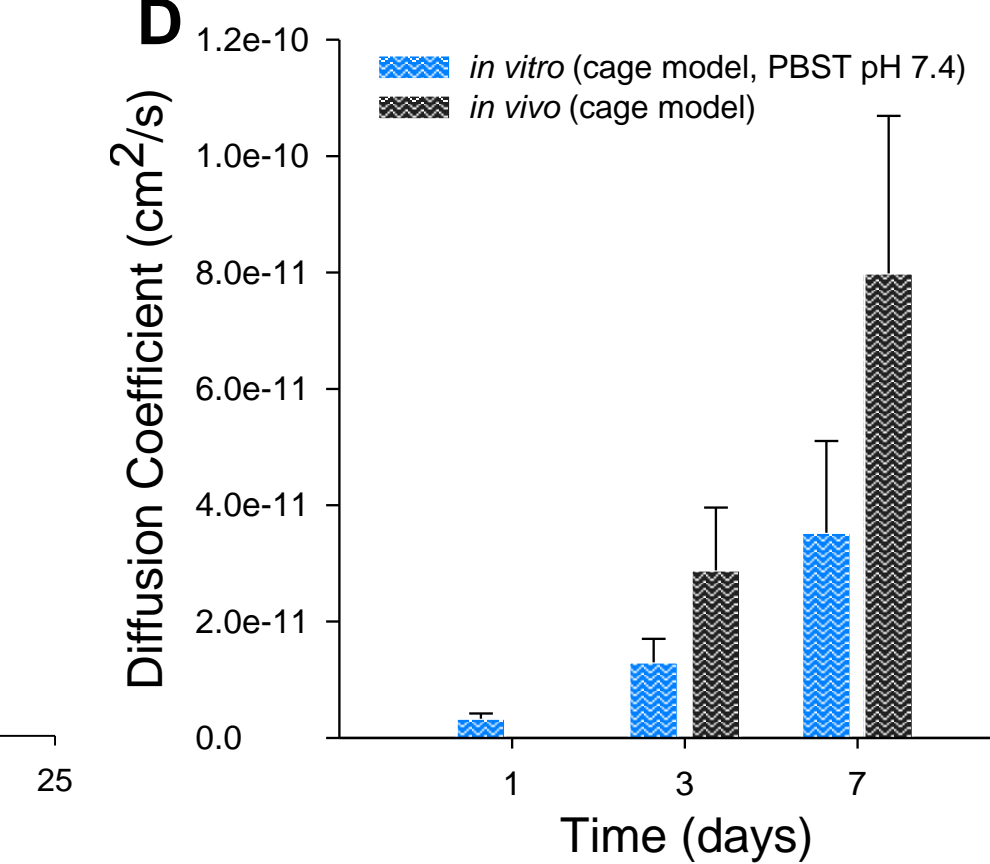 D
in vitro (cage model, PBST pH 7.4)
in vivo (cage model)
Diffusion Coefficient (cm²/s)
1.2e-10
1.0e-10
8.0e-11
6.0e-11
4.0e-11
2.0e-11
0.0
25
1 3 7
Time (days)